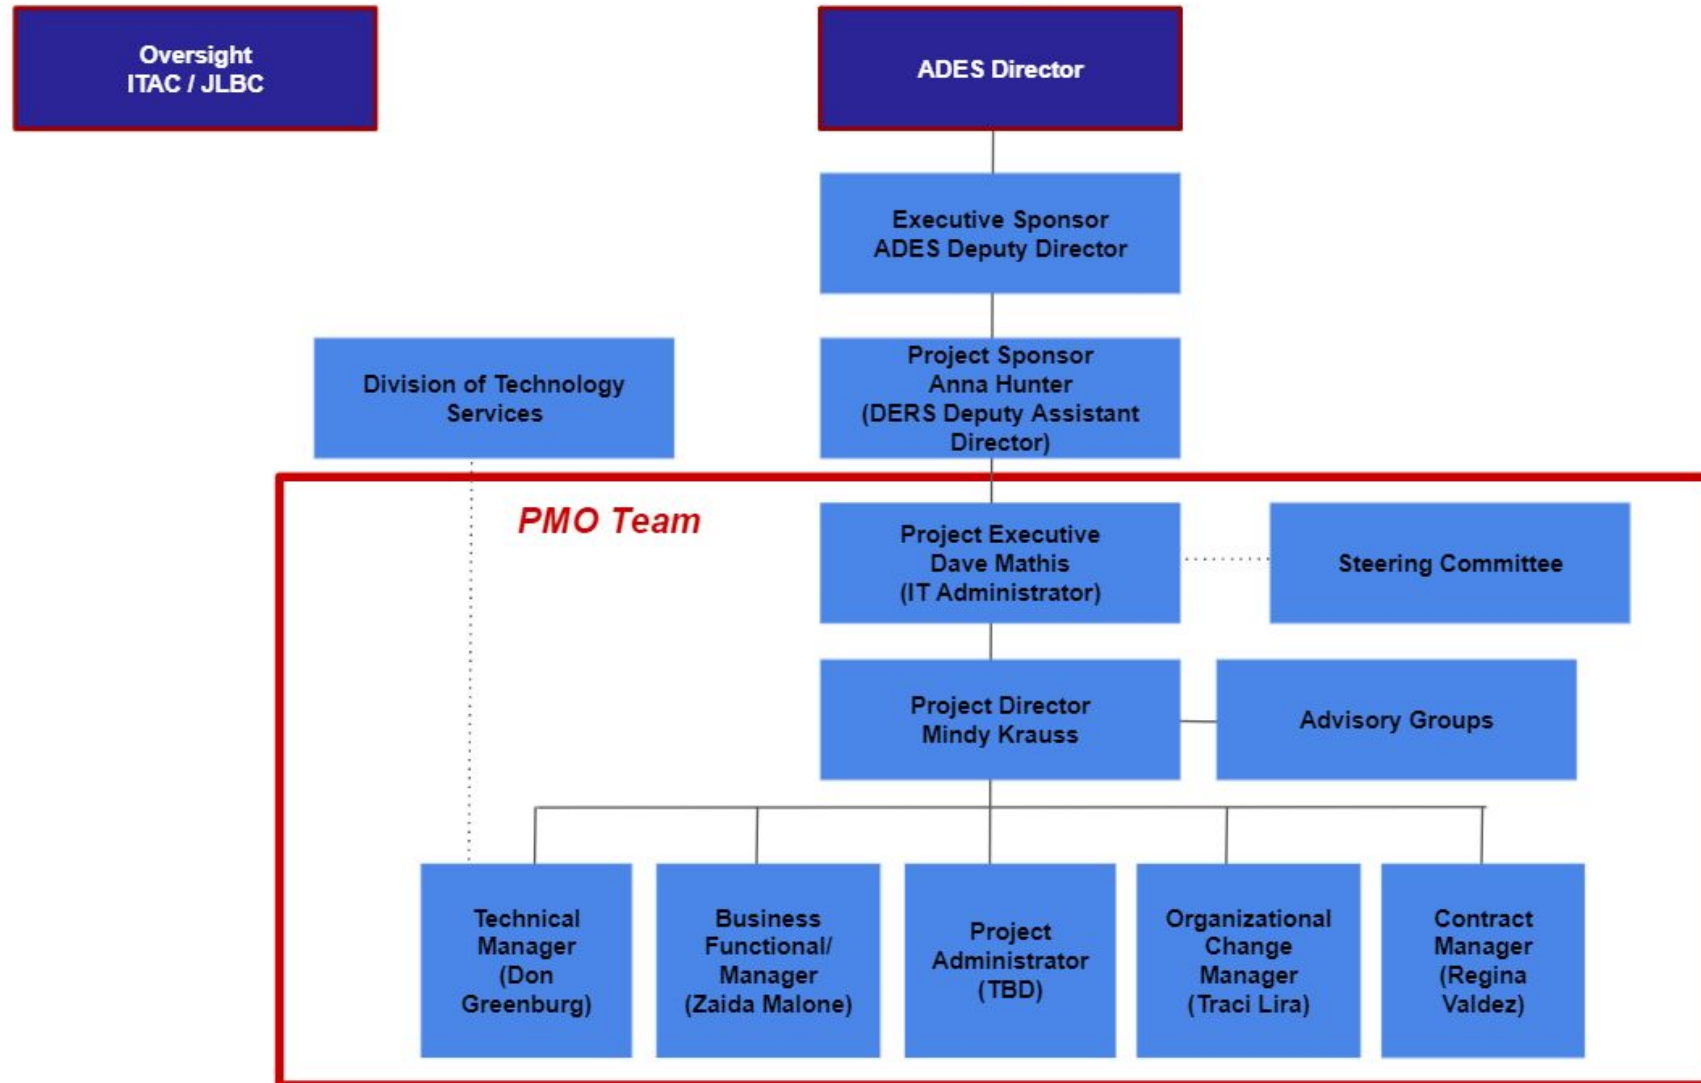 Oversight
ITAC / JLBC
ADES Director
Executive Sponsor
ADES Deputy Director
Division of Technology
Services
Project Sponsor
Anna Hunter
(DERS Deputy Assistant
Director)
PMO Team
Project Executive
Dave Mathis
(IT Administrator)
Steering Committee
Project Director
Mindy Krauss
Advisory Groups
Technical
Manager
(Don
Greenburg)
Business
Functional/
Manager
(Zaida Malone)
Project
Administrator
(TBD)
Organizational
Change
Manager
(Traci Lira)
Contract
Manager
(Regina
Valdez)